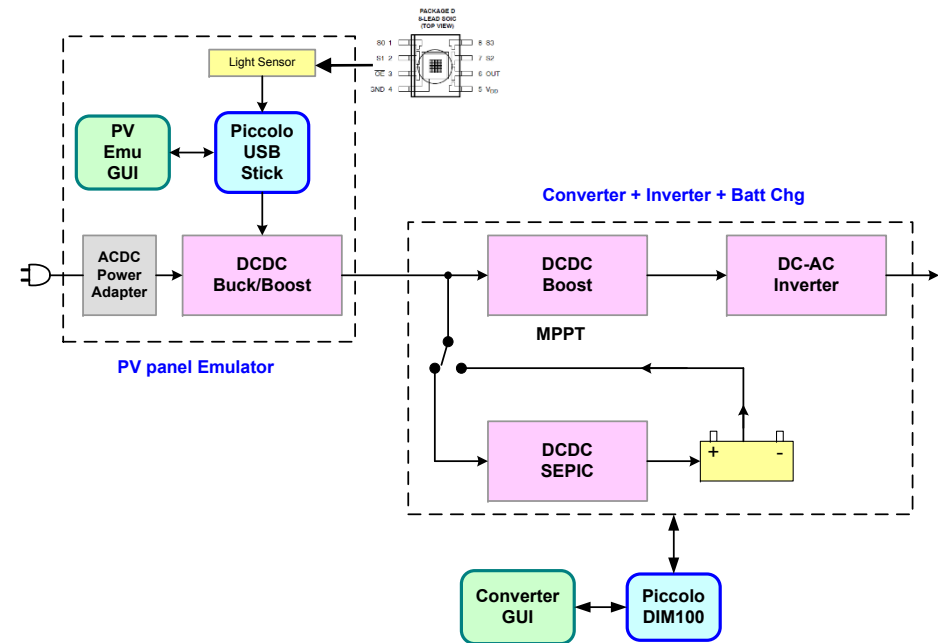 PACKAGE D
8-LEAD SOIC
(TOP VIEW)
S0 1
8 S3
S1 2
7 S2
OE 3
6 OUT
GND 4
5 VDD
Light Sensor
PV
Emu
GUI
Piccolo
USB
Stick
ACDC
Power
Adapter
DCDC
Buck/Boost
PV panel Emulator
Converter + Inverter + Batt Chg
DCDC
Boost
DC-AC
Inverter
MPPT
DCDC
SEPIC
+ -
Converter
GUI
Piccolo
DIM100